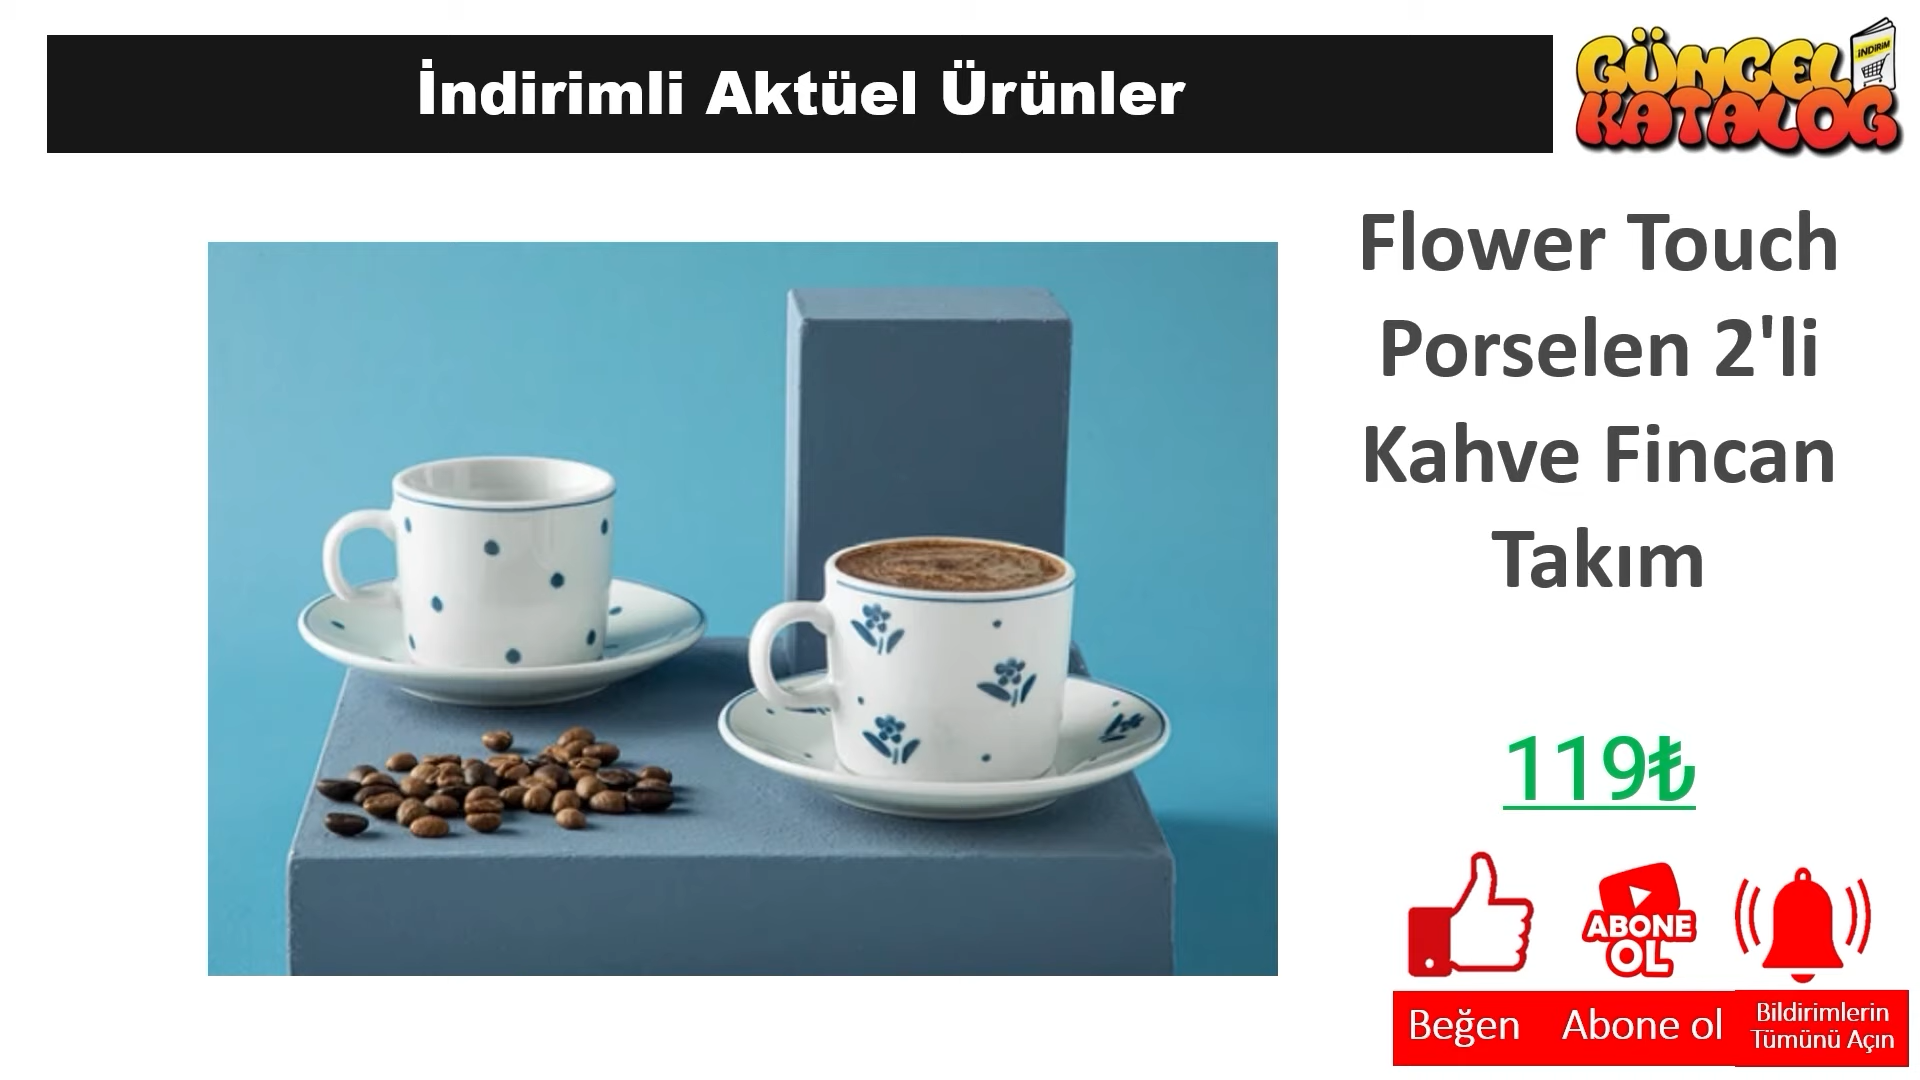 İndirimli Aktüel Ürünler
GÜNCEL
KATALOG
İNDİRİM
Flower Touch
Porselen 2'li
Kahve Fincan
Takım
119₺
ABONE
OL
Beğen
Abone ol
Bildirimlerin
Tümünü Açın